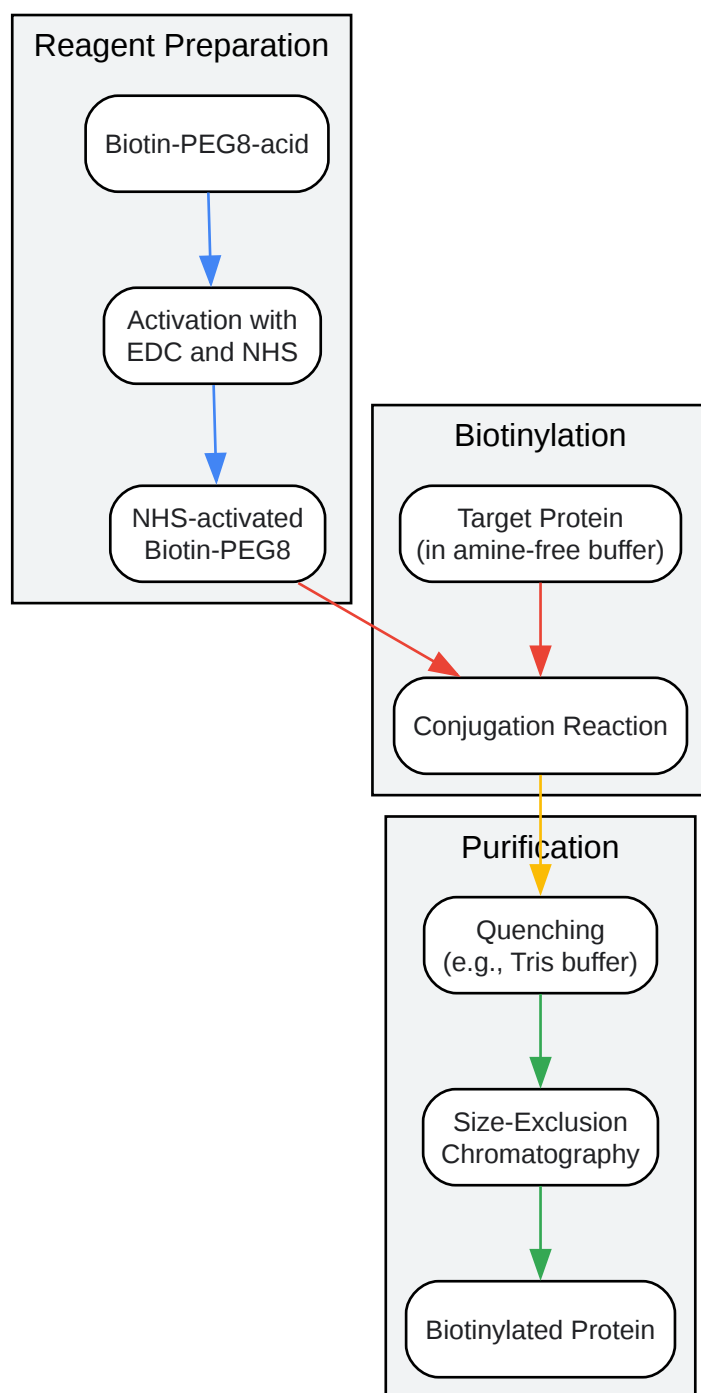 Reagent Preparation
Biotin-PEG8-acid
Activation with
EDC and NHS
NHS-activated
Biotin-PEG8
Biotinylation
Target Protein
(in amine-free buffer)
Conjugation Reaction
Purification
Quenching
(e.g., Tris buffer)
Size-Exclusion
Chromatography
Biotinylated Protein